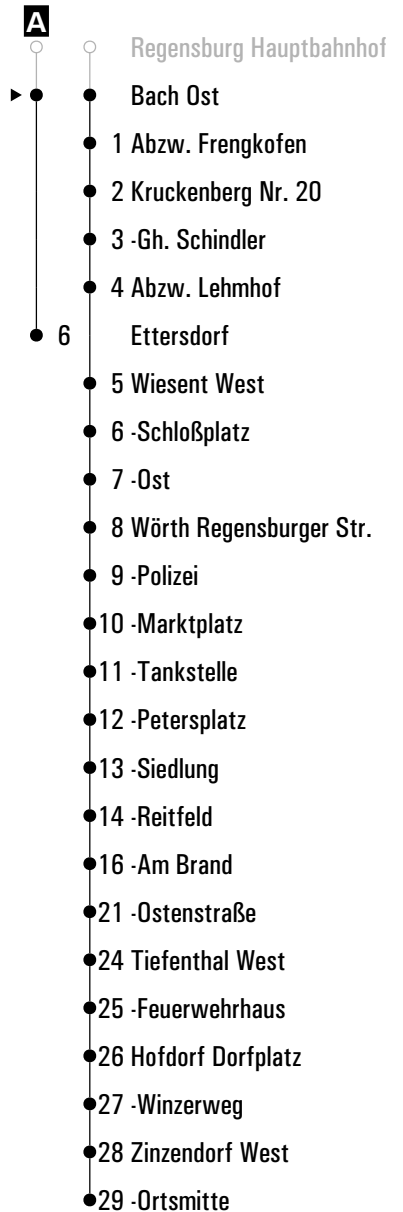 A
Regensburg Hauptbahnhof
Bach Ost
1 Abzw. Frengkofen
2 Kruckenberg Nr. 20
3 -Gh. Schindler
4 Abzw. Lehmhof
6 Ettersdorf
5 Wiesent West
6 -Schloßplatz
7 -Ost
8 Wörth Regensburger Str.
9 -Polizei
10 -Marktplatz
11 -Tankstelle
12 -Petersplatz
13 -Siedlung
14 -Reitfeld
16 -Am Brand
21 -Ostenstraße
24 Tiefenthal West
25 -Feuerwehrhaus
26 Hofdorf Dorfplatz
27 -Winzerweg
28 Zinzendorf West
29 -Ortsmitte